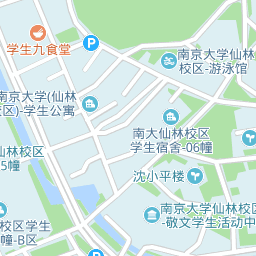 学生九食堂
P
南京大学仙林
校区-游泳馆
南京大学(仙林
校区)-学生公寓
南大仙林校区
学生宿舍-06幢
仙林校区
5幢
沈小平楼
南京大学仙林校区
-敬文学生活动中
校区学生
幢-B区
P